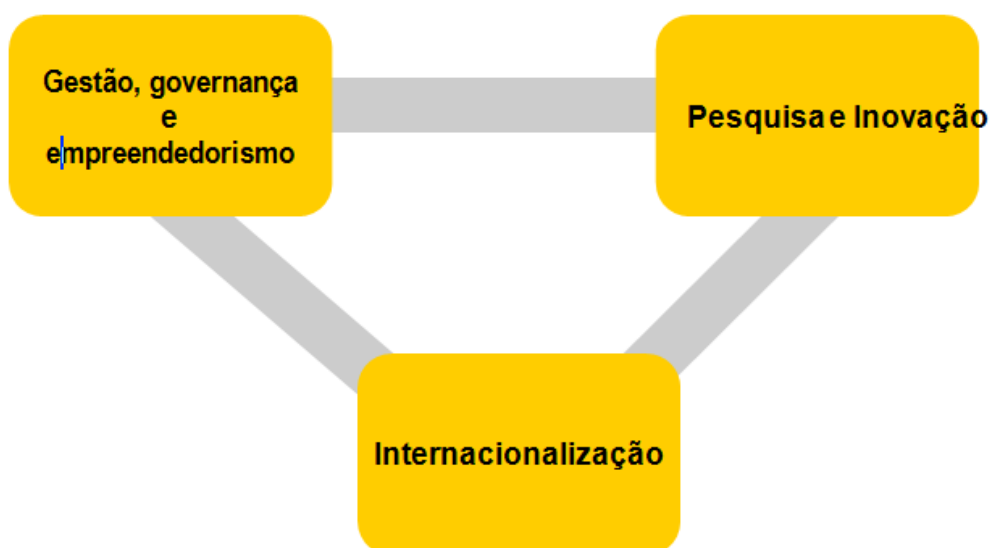 Gestão, governança
e
empreendedorismo
Pesquisa e Inovação
Internacionalização